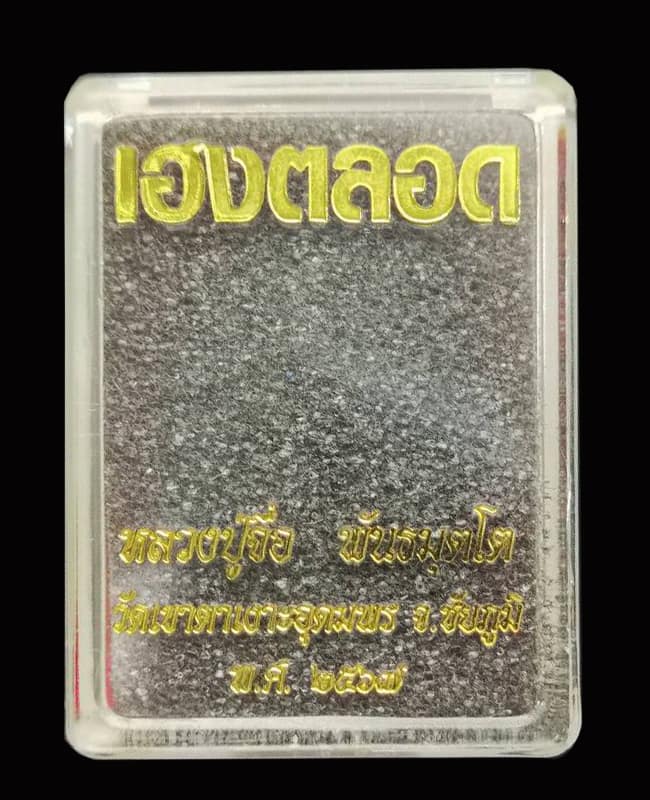 เฮงตลอด
หลวงปู่จื่อ พันธมุตโต
วัดเขาตาเงาะอุดมพร จ.ชัยภูมิ
พ.ศ. ๒๕๖๗